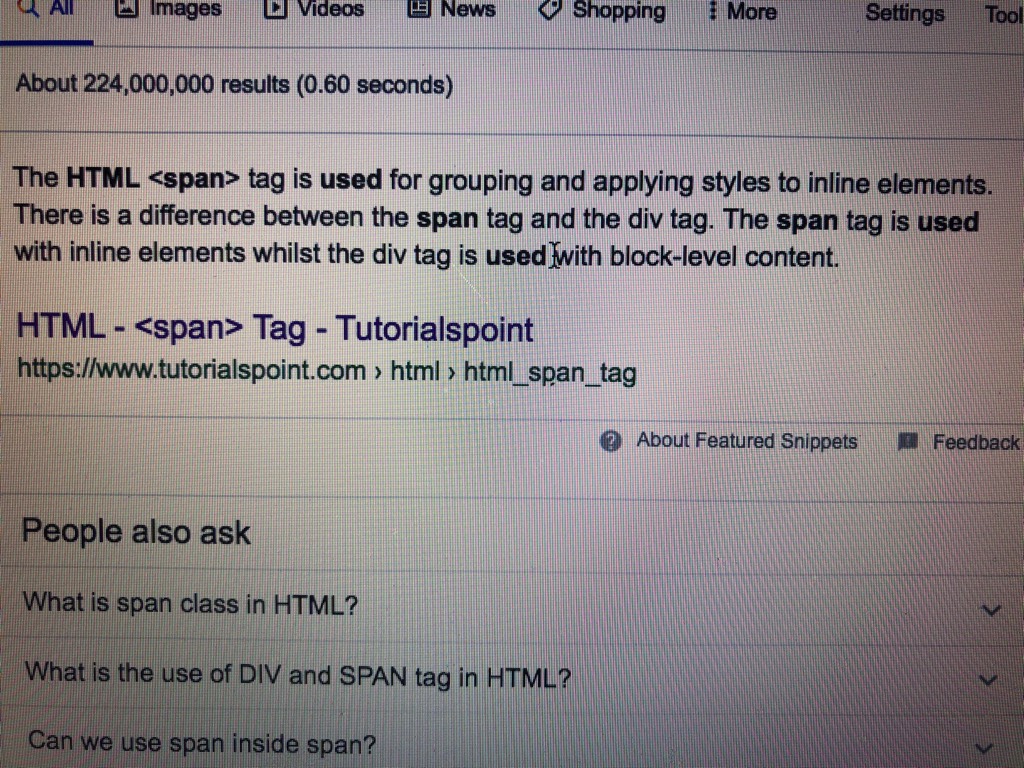 All Images Videos News Shopping More Settings Tool
About 224,000,000 results (0.60 seconds)
The HTML <span> tag is used for grouping and applying styles to inline elements.
There is a difference between the span tag and the div tag. The span tag is used
with inline elements whilst the div tag is used with block-level content.
HTML - <span> Tag - Tutorialspoint
https://www.tutorialspoint.com › html › html_span_tag
About Featured Snippets Feedback
People also ask
What is span class in HTML?
What is the use of DIV and SPAN tag in HTML?
Can we use span inside span?